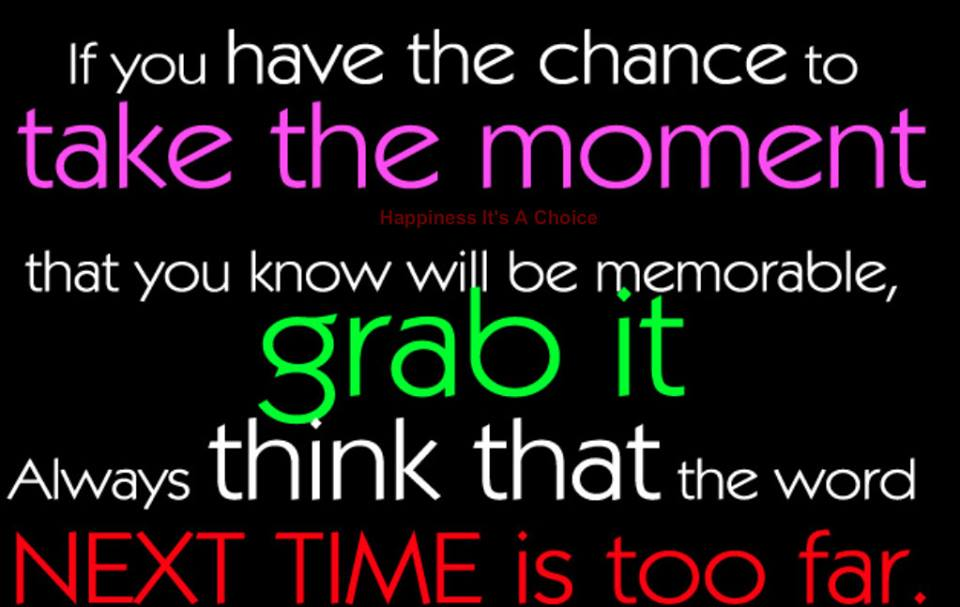 If you have the chance to
take the moment
Happiness It's A Choice
that you know will be memorable,
grab it
Always think that the word
NEXT TIME is too far.